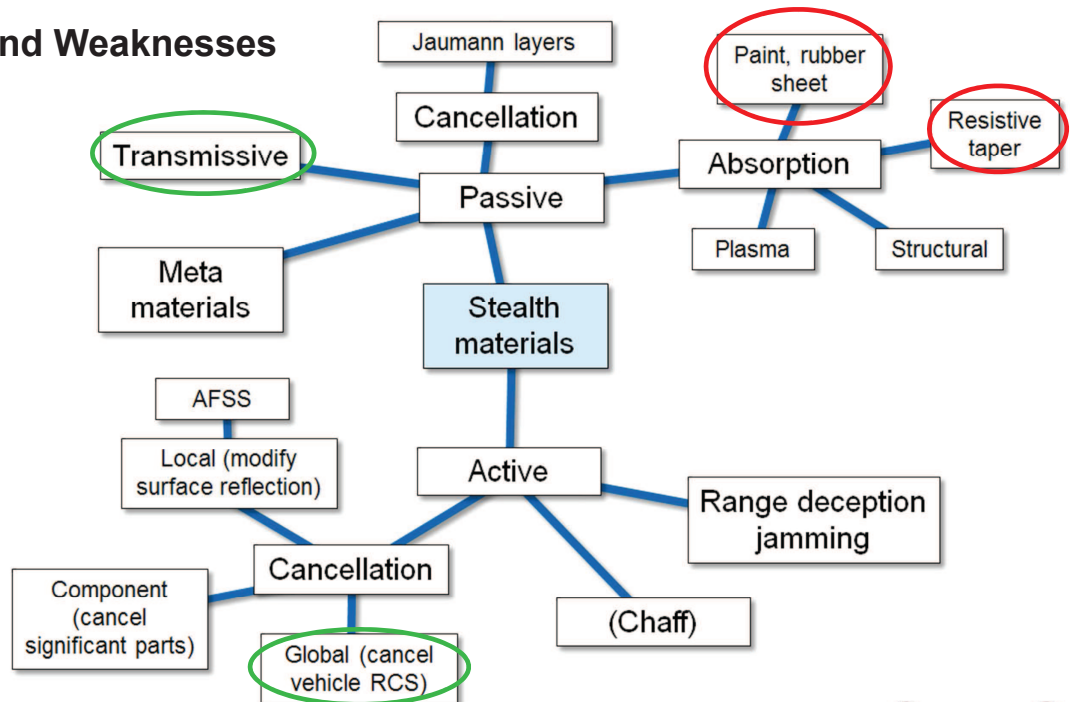 nd Weaknesses
Jaumann layers
Cancellation
Transmissive
Passive
Meta
materials
Paint, rubber
sheet
Resistive
taper
Absorption
Plasma
Structural
Stealth
materials
AFSS
Local (modify
surface reflection)
Active
Range deception
jamming
Cancellation
Component
(cancel
significant parts)
Global (cancel
vehicle RCS)
(Chaff)